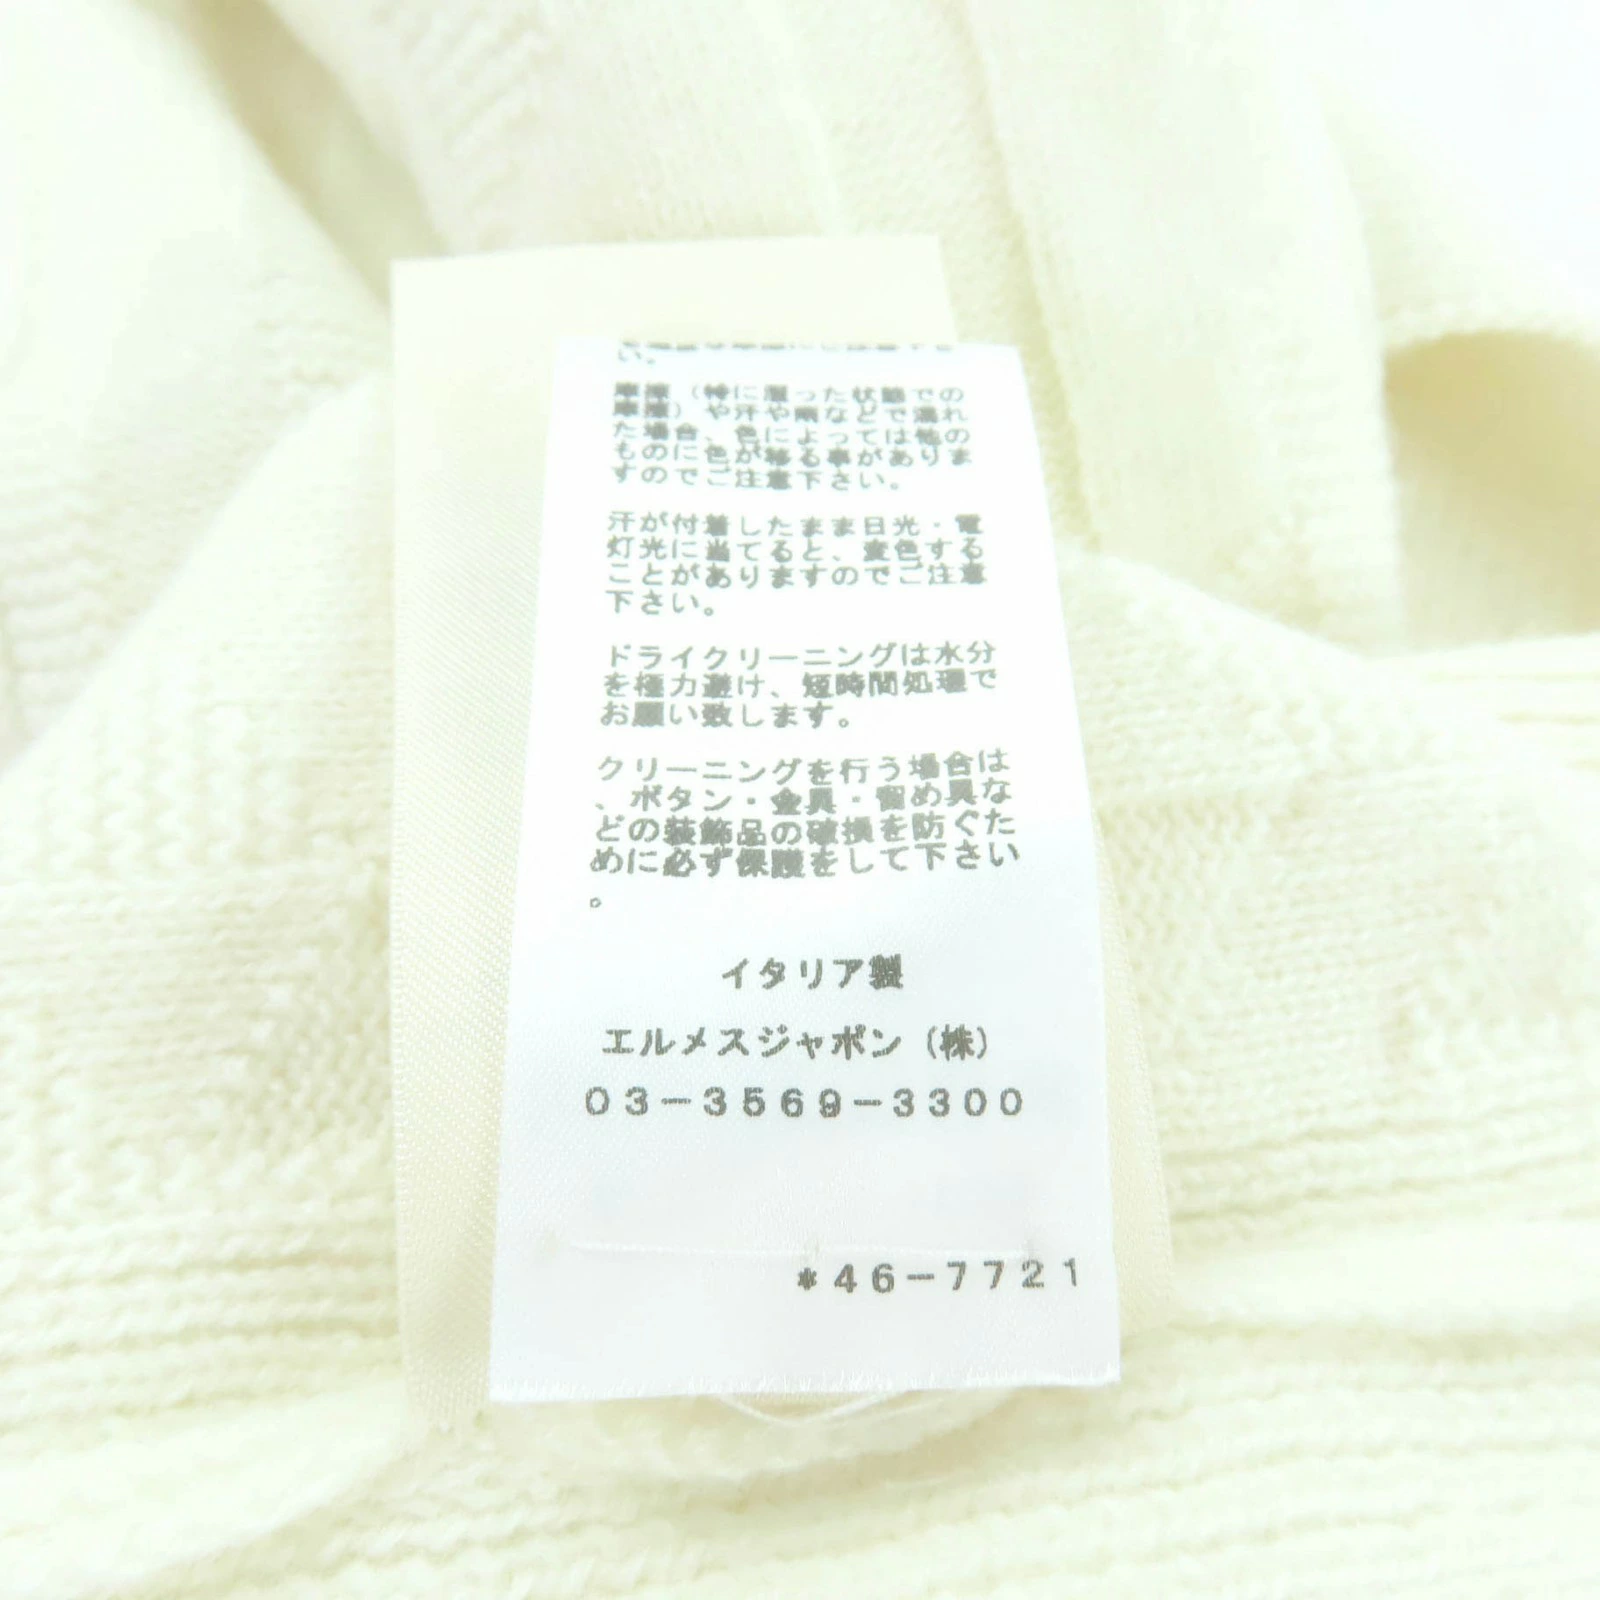 い。
摩擦（特に湿った状態での
摩擦）や汗や雨などで濡れ
た場合、色によっては他の
ものに色が移る事がありま
すのでご注意下さい。
汗が付着したまま日光・電
灯光に当てると、変色する
ことがありますのでご注意
下さい。
ドライクリーニングは水分
を極力避け、短時間処理で
お願い致します。
クリーニングを行う場合は
、ボタン・金具・留め具な
どの装飾品の破損を防ぐた
めに必ず保護をして下さい
。
イタリア製
エルメスジャポン（株）
03-3569-3300
*46-7721